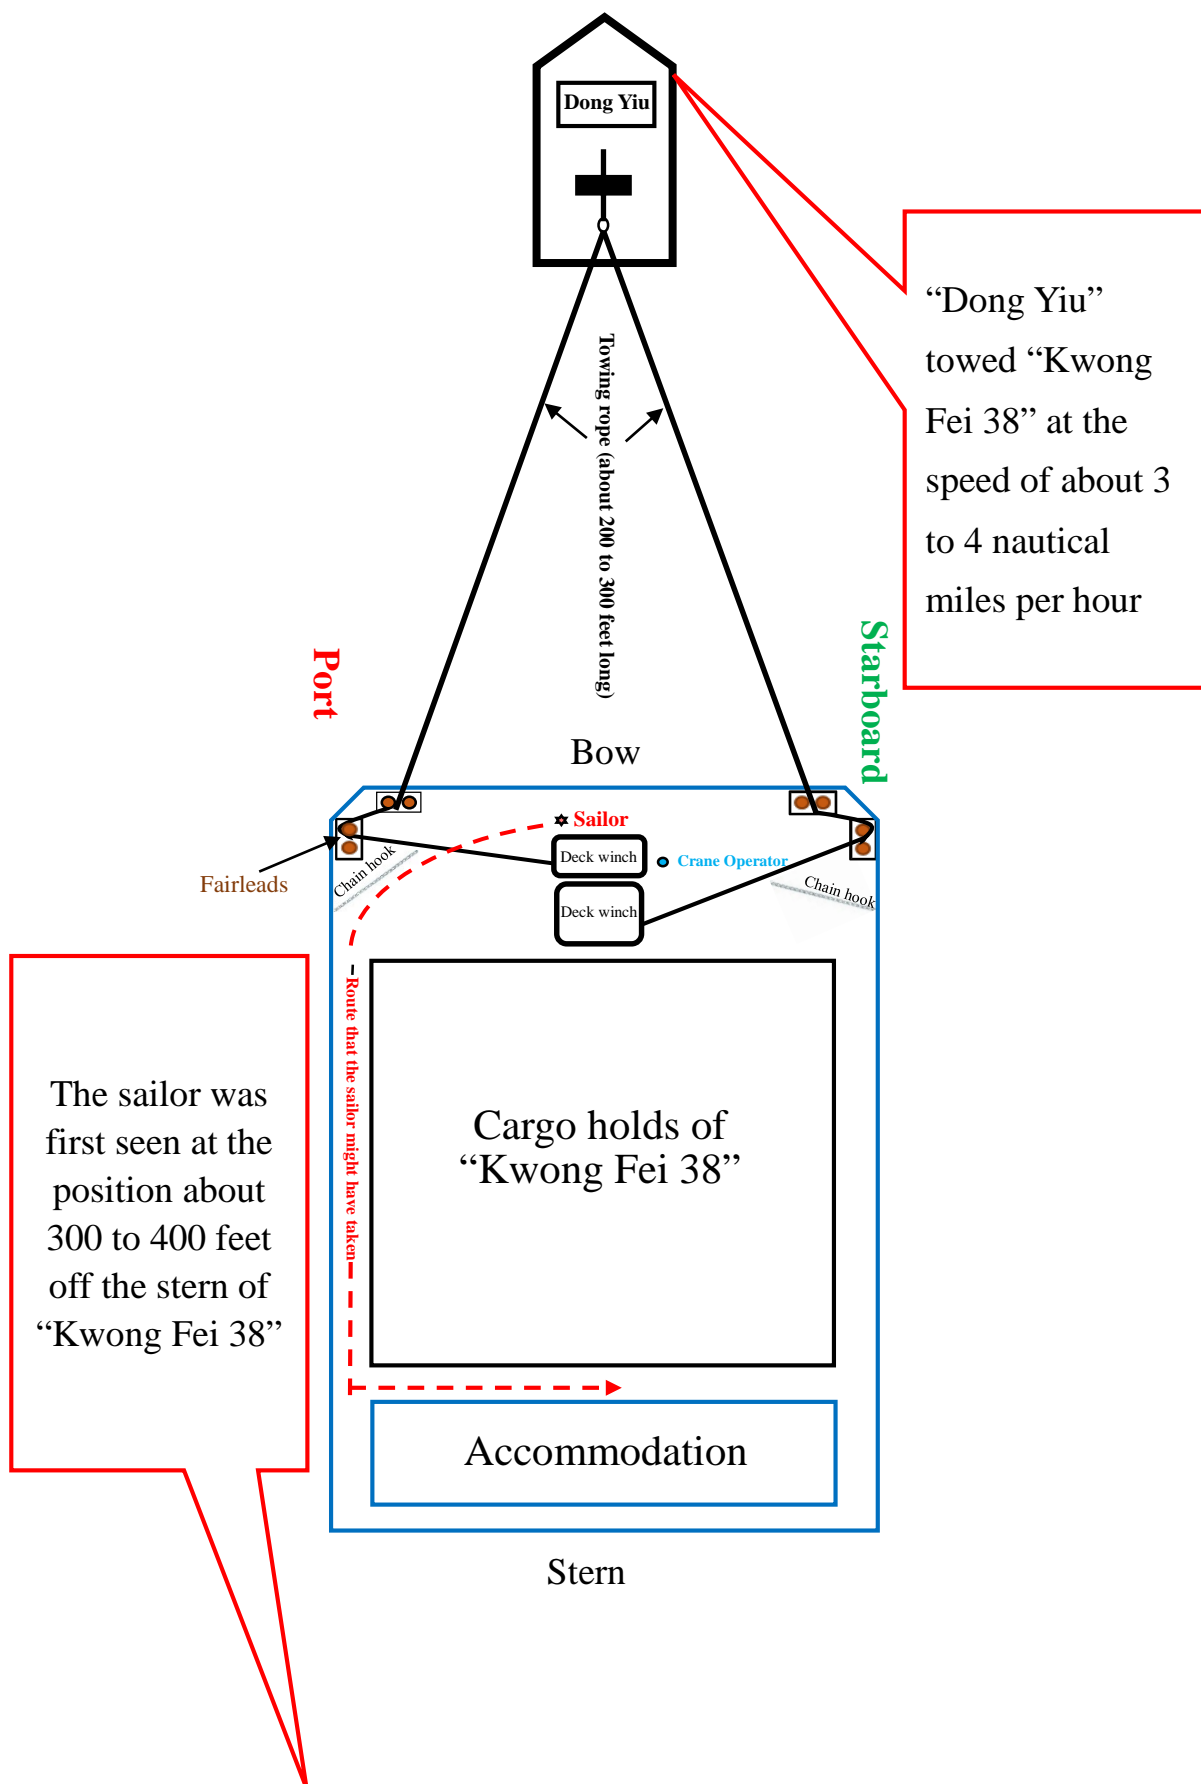 Dong Yiu
“Dong Yiu”
towed “Kwong
Fei 38” at the
speed of about 3
to 4 nautical
miles per hour
Towing rope (about 200 to 300 feet long)
Port
Starboard
Bow
Sailor
Deck winch
Crane Operator
Chain hook
Fairleads
Deck winch
Chain hook
Route that the sailor might have taken
The sailor was
first seen at the
position about
300 to 400 feet
off the stern of
“Kwong Fei 38”
Cargo holds of
“Kwong Fei 38”
Accommodation
Stern